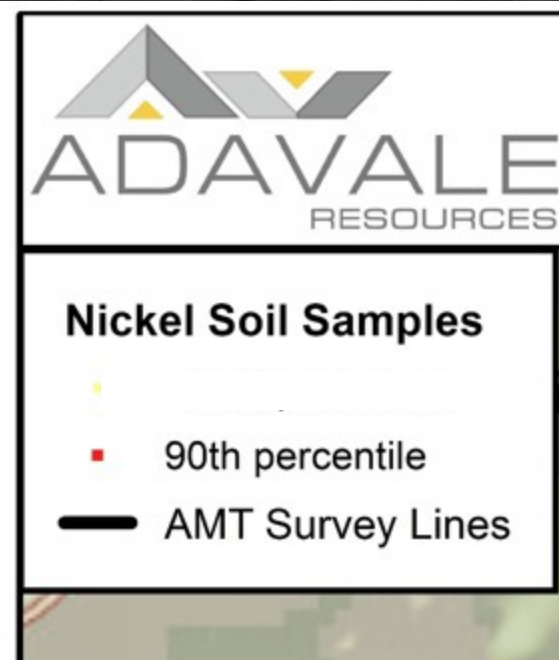 ADAVALE
RESOURCES
Nickel Soil Samples
90th percentile
AMT Survey Lines